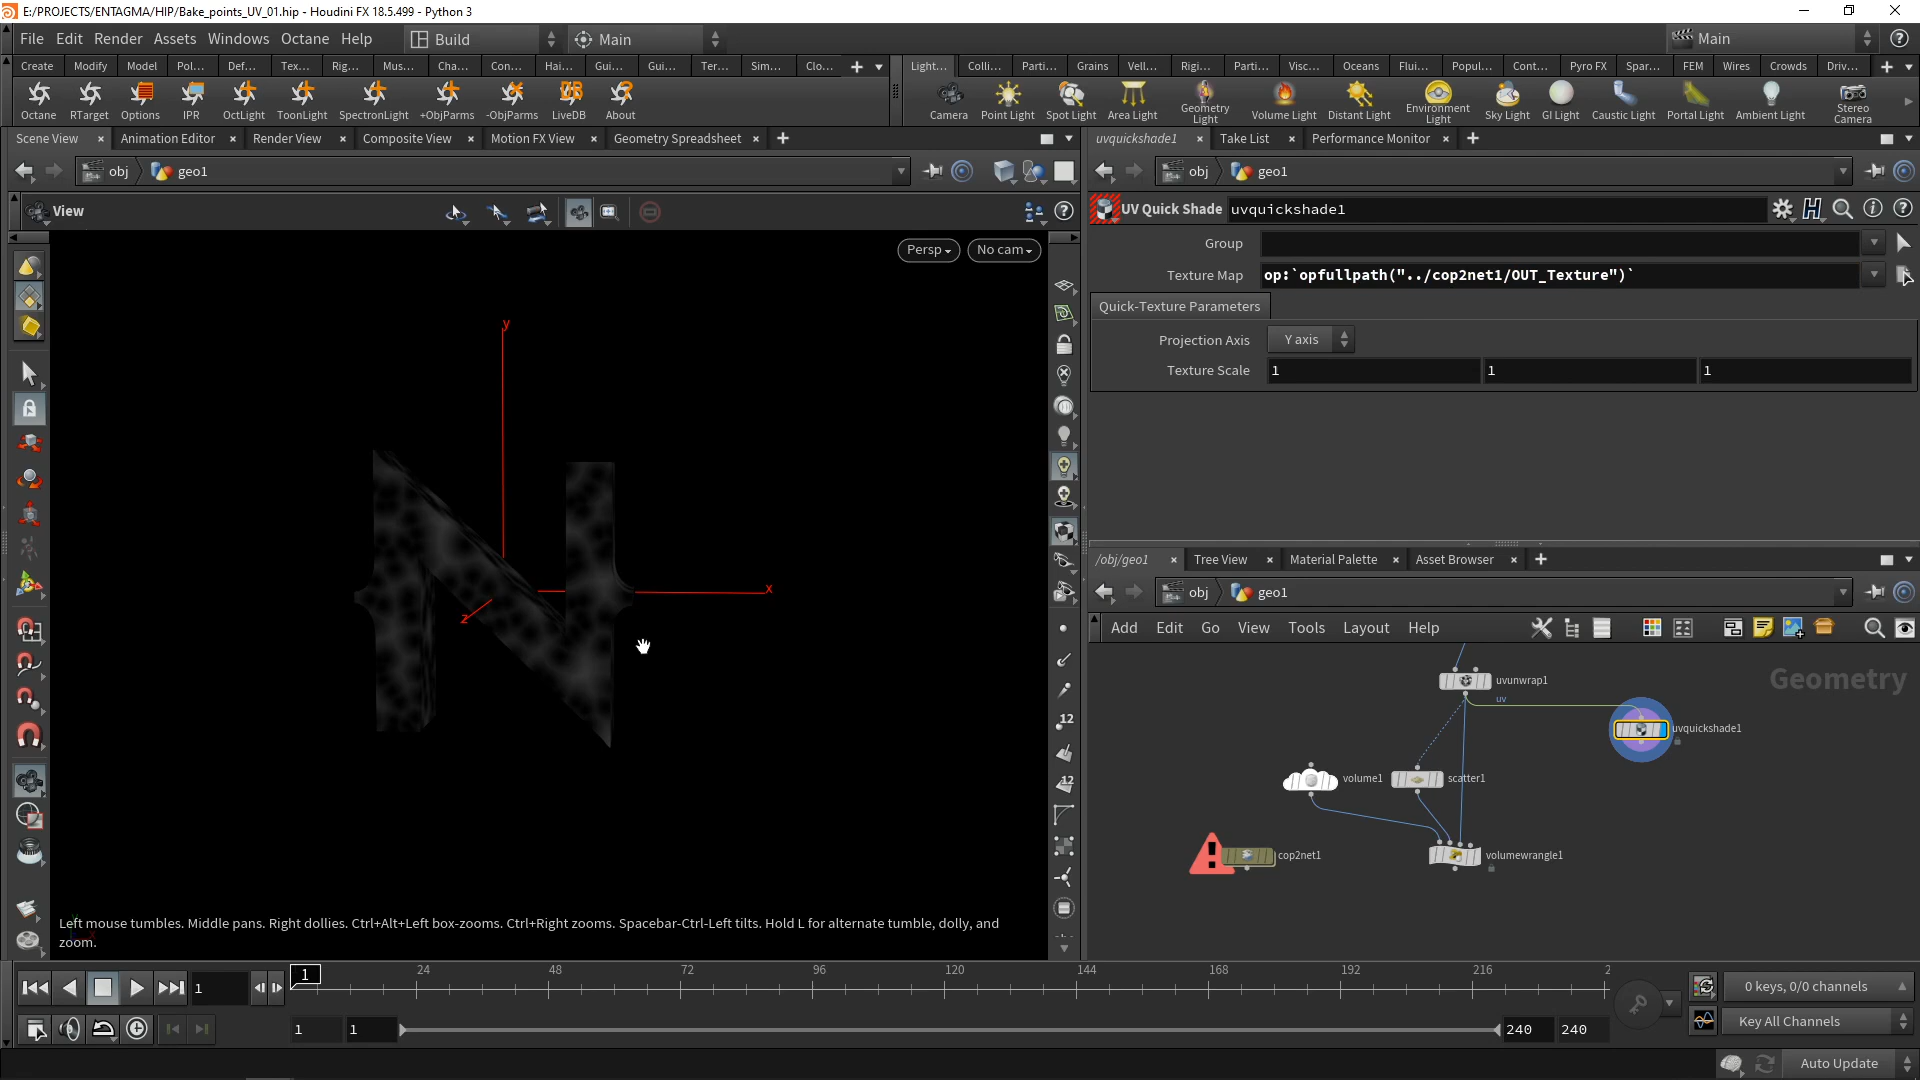 E:/PROJECTS/ENTAGMA/HIP/Bake_points_UV_01.hip - Houdini FX 18.5.499 - Python 3
File Edit Render Assets Windows Octane Help Build Main Main
Create Modify Model Pol... Def... Tex... Rig... Mus... Cha... Con... Hai... Gui... Gui... Ter... Sim... Clo... Light... Colli... Parti... Grains Vell... Rigi... Parti... Visc... Oceans Flui... Popul... Cont... Pyro FX Spar... FEM Wires Crowds Driv...
Octane RTarget Options IPR OctLight ToonLight SpectronLight +ObjParms -ObjParms LiveDB About Camera Point Light Spot Light Area Light Geometry Light Volume Light Distant Light Environment Light Sky Light GI Light Caustic Light Portal Light Ambient Light Stereo Camera
Scene View Animation Editor Render View Composite View Motion FX View Geometry Spreadsheet uvquickshade1 Take List Performance Monitor
obj geo1 obj geo1
View UV Quick Shade uvquickshade1
Persp No cam Group
Texture Map op:`opfullpath("../cop2net1/OUT_Texture")`
Quick-Texture Parameters
Projection Axis Y axis
Texture Scale 1 1 1
y
x
z
12
12
/obj/geo1 Tree View Material Palette Asset Browser
obj geo1
Add Edit Go View Tools Layout Help
Geometry
uvunwrap1
uv
uvquickshade1
volume1 scatter1
cop2net1 volumewrangle1
Left mouse tumbles. Middle pans. Right dollies. Ctrl+Alt+Left box-zooms. Ctrl+Right zooms. Spacebar-Ctrl-Left tilts. Hold L for alternate tumble, dolly, and
zoom.
1 1 24 48 72 96 120 144 168 192 216 2 0 keys, 0/0 channels
1 1 240 240 Key All Channels
Auto Update